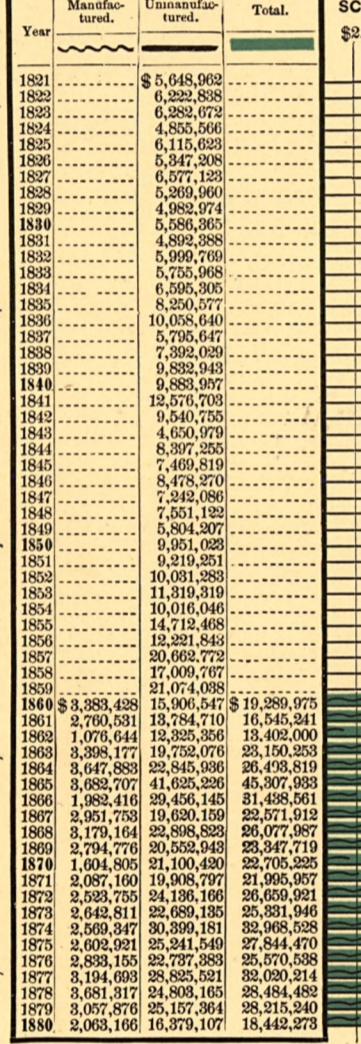 Manufac- Unmanufac- Total. SC
tured. tured.
Year $2
1821 $ 5,648,962
1822 6,222,838
1823 6,282,672
1824 4,855,566
1825 6,115,623
1826 5,347,208
1827 6,577,123
1828 5,269,960
1829 4,982,974
1830 5,586,365
1831 4,892,388
1832 5,999,769
1833 5,755,968
1834 6,595,305
1835 8,250,577
1836 10,058,640
1837 5,795,647
1838 7,392,029
1839 9,832,943
1840 9,883,957
1841 12,576,703
1842 9,540,755
1843 4,650,979
1844 8,397,255
1845 7,469,819
1846 8,478,270
1847 7,242,086
1848 7,551,122
1849 5,804,207
1850 9,951,023
1851 9,219,251
1852 10,031,283
1853 11,319,319
1854 10,016,046
1855 14,712,468
1856 12,221,843
1857 20,662,772
1858 17,009,767
1859 21,074,038
1860 $ 3,383,428 15,906,547 $ 19,289,975
1861 2,760,531 13,784,710 16,545,241
1862 1,076,644 12,325,356 13,402,000
1863 3,398,177 19,752,076 23,150,253
1864 3,647,883 22,845,936 26,493,819
1865 3,682,707 41,625,226 45,307,933
1866 1,982,416 29,456,145 31,438,561
1867 2,951,753 19,620,159 22,571,912
1868 3,179,164 22,898,823 26,077,987
1869 2,794,776 20,552,943 23,347,719
1870 1,604,805 21,100,420 22,705,225
1871 2,087,160 19,908,797 21,995,957
1872 2,523,755 24,136,166 26,659,921
1873 2,642,811 22,689,135 25,331,946
1874 2,569,347 30,399,181 32,968,528
1875 2,602,921 25,241,549 27,844,470
1876 2,833,155 22,737,383 25,570,538
1877 3,194,693 28,825,521 32,020,214
1878 3,681,317 24,803,165 28,484,482
1879 3,057,876 25,157,364 28,215,240
1880 2,063,166 16,379,107 18,442,273